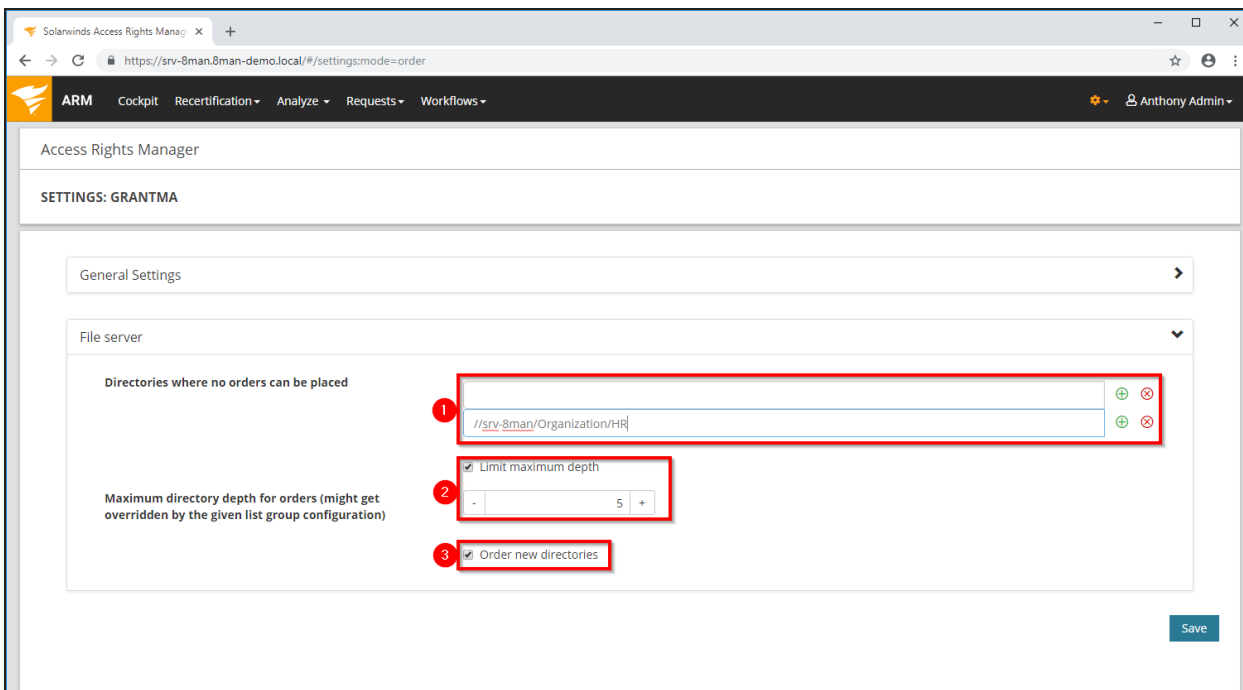 Solarwinds Access Rights Manag
https://srv-8man.8man-demo.local/#/settings;mode=order
ARM Cockpit Recertification Analyze Requests Workflows Anthony Admin
Access Rights Manager
SETTINGS: GRANTMA
General Settings
File server
Directories where no orders can be placed
1
//srv-8man/Organization/HR
Limit maximum depth
2
Maximum directory depth for orders (might get
overridden by the given list group configuration)
- 5 +
3 Order new directories
Save